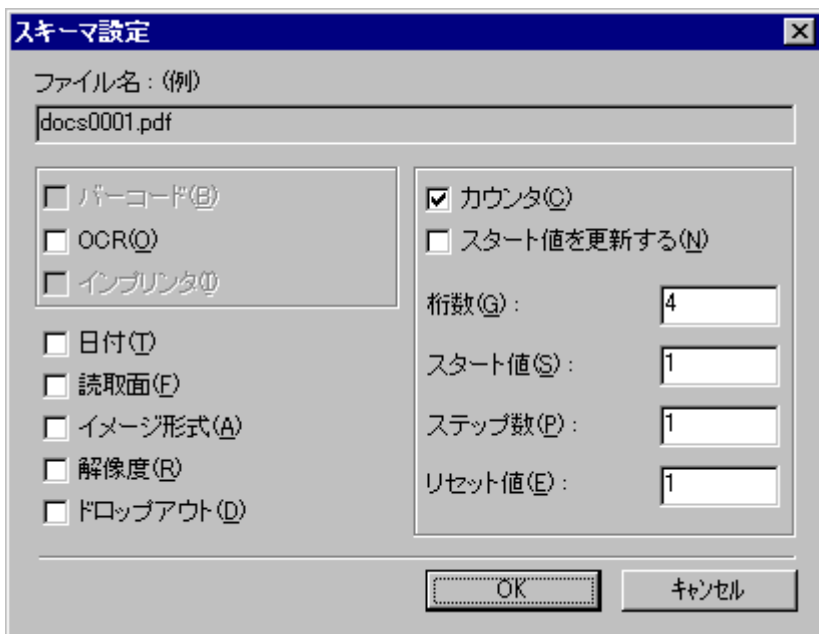 スキーマ設定
ファイル名：(例)
docs0001.pdf
バーコード(B)
OCR(O)
インプリンタ(I)
日付(T)
読取面(F)
イメージ形式(A)
解像度(R)
ドロップアウト(D)
カウンタ(C)
スタート値を更新する(N)
桁数(G)： 4
スタート値(S)： 1
ステップ数(P)： 1
リセット値(E)： 1
OK キャンセル